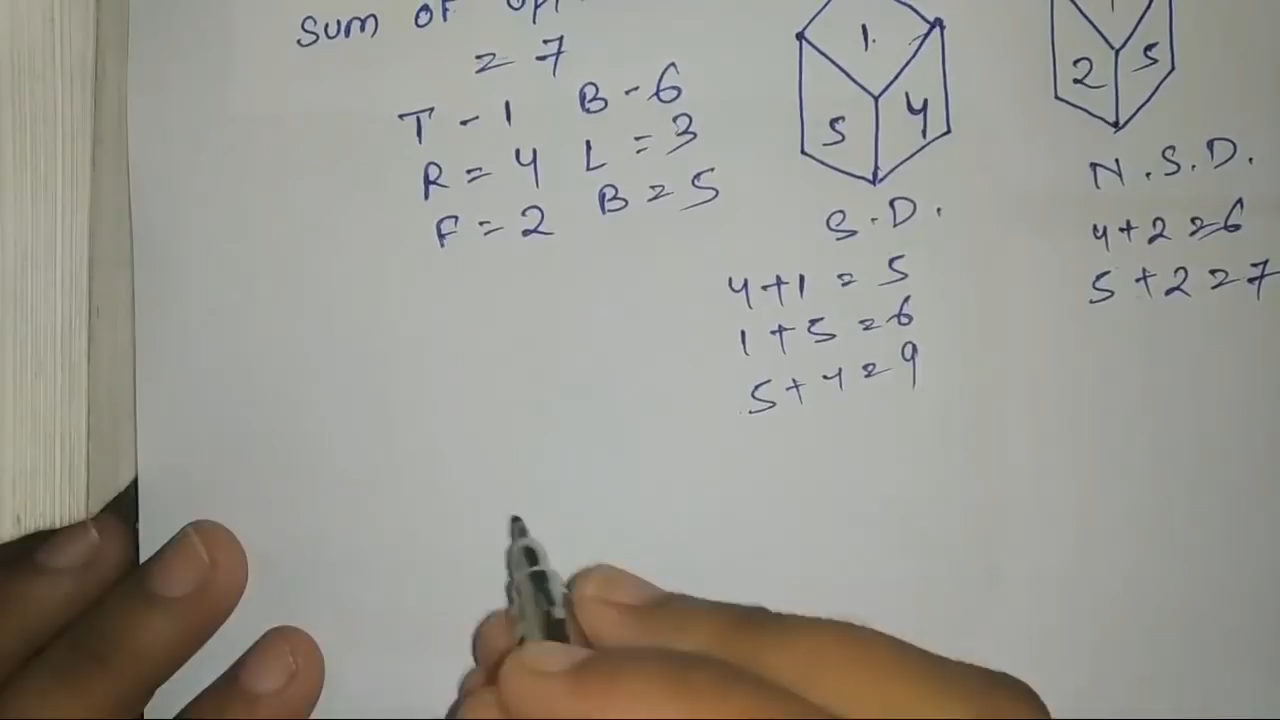 sum of
= 7
T - 1 B - 6
R = 4 L = 3
F = 2 B = 5
1.
5 4
S.D.
4+1 = 5
1+5 = 6
5+4 = 9
2 5
N.S.D.
4+2 = 6
5+2 = 7